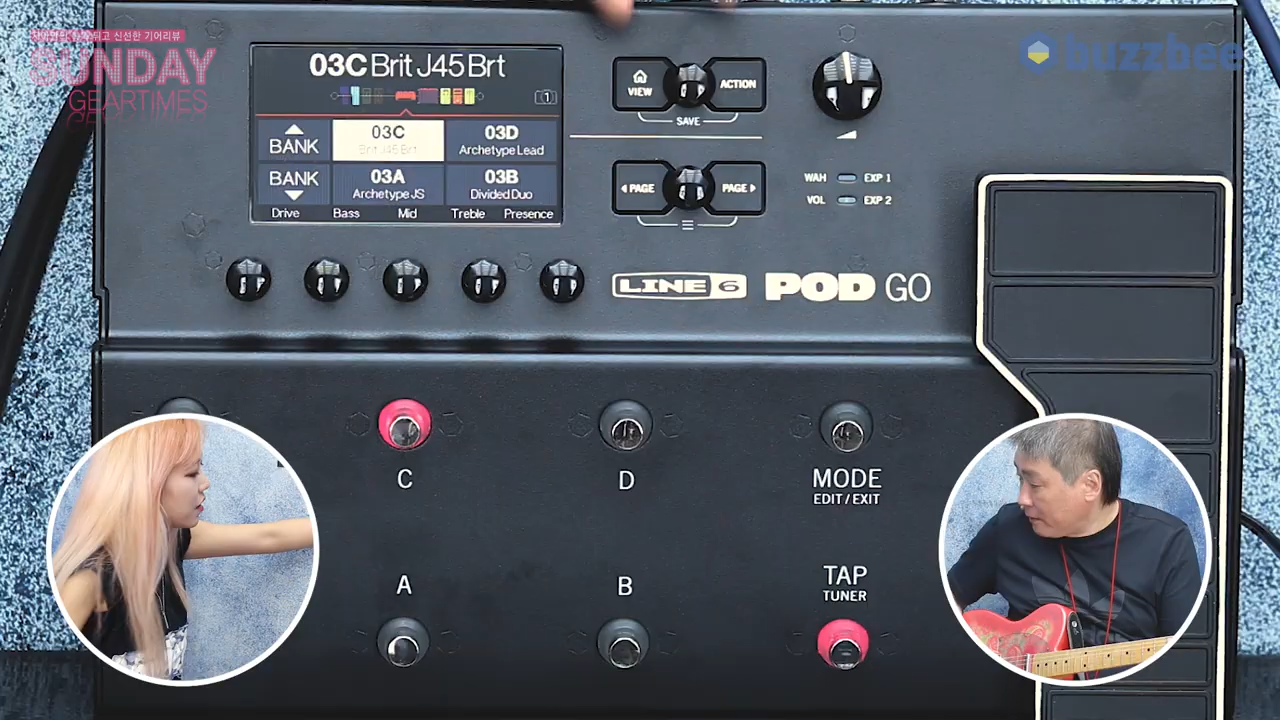 SUNDAY
GEARTIMES
buzzbee
03C Brit J45 Brt
1
BANK
03C
Brit J45 Brt
03D
Archetype Lead
BANK
03A
Archetype JS
03B
Divided Duo
Drive Bass Mid Treble Presence
VIEW
ACTION
SAVE
PAGE
PAGE
WAH EXP 1
VOL EXP 2
LINE 6 POD GO
C
D
MODE
EDIT / EXIT
A
B
TAP
TUNER